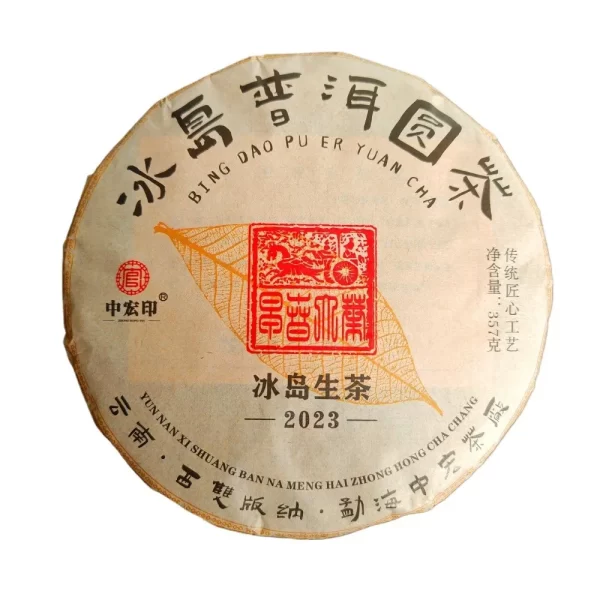 冰島普洱圓茶
BING DAO PU ER YUAN CHA
传统匠心工艺
净含量：357克
中宏印®
冰岛生茶
—2023—
YUN NAN XI SHUANG BAN NA MENG HAI ZHONG HONG CHA CHANG
云南·西雙版纳·勐海中宏茶廠